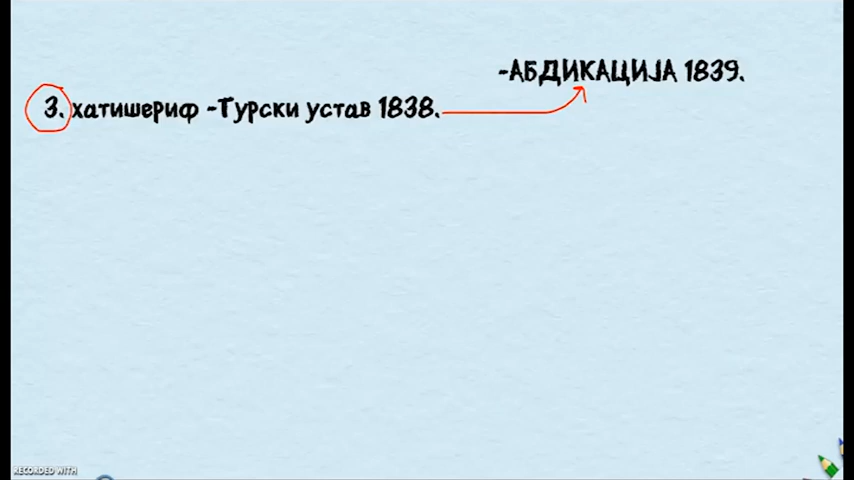 -АБДИКАЦИЈА 1839.
3. хатишериф -Турски устав 1838.
RECORDED WITH